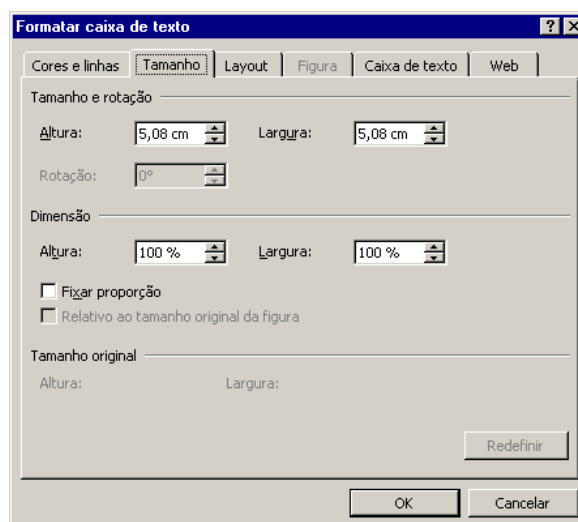 Formatar caixa de texto
Cores e linhas Tamanho Layout Figura Caixa de texto Web
Tamanho e rotação
Altura: 5,08 cm Largura: 5,08 cm
Rotação: 0°
Dimensão
Altura: 100 % Largura: 100 %
Fixar proporção
Relativo ao tamanho original da figura
Tamanho original
Altura: Largura:
Redefinir
OK Cancelar